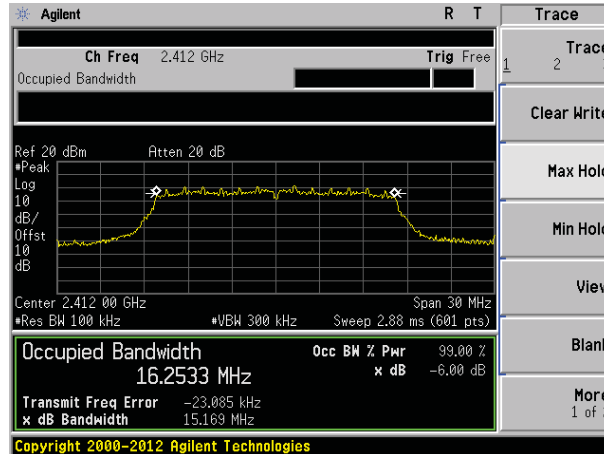 Agilent R T Trace
Ch Freq 2.412 GHz Trig Free
Occupied Bandwidth
Trace
1 2
Clear Write
Ref 20 dBm Atten 20 dB
#Peak
Log
10
dB/
Offst
10
dB
Max Hold
Min Hold
View
Center 2.412 00 GHz Span 30 MHz
#Res BW 100 kHz #VBW 300 kHz Sweep 2.88 ms (601 pts)
Occupied Bandwidth Occ BW % Pwr 99.00 %
16.2533 MHz x dB -6.00 dB
Transmit Freq Error -23.085 kHz
x dB Bandwidth 15.169 MHz
Blank
More
1 of
Copyright 2000-2012 Agilent Technologies